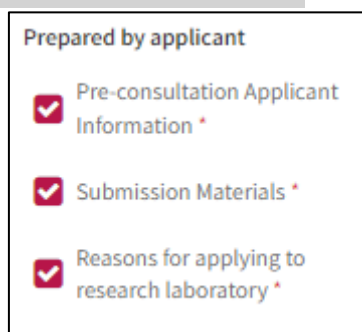 Prepared by applicant
Pre-consultation Applicant
Information *
Submission Materials *
Reasons for applying to
research laboratory *